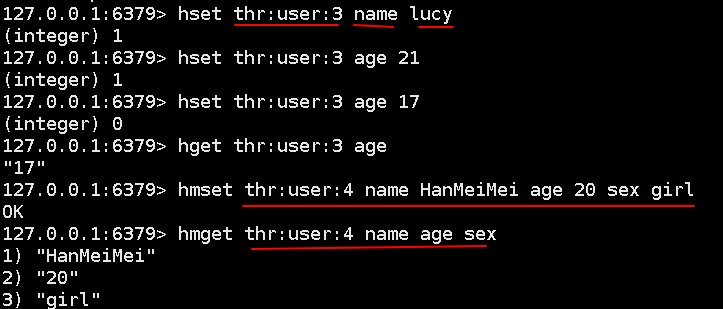 127.0.0.1:6379> hset thr:user:3 name lucy
(integer) 1
127.0.0.1:6379> hset thr:user:3 age 21
(integer) 1
127.0.0.1:6379> hset thr:user:3 age 17
(integer) 0
127.0.0.1:6379> hget thr:user:3 age
"17"
127.0.0.1:6379> hmset thr:user:4 name HanMeiMei age 20 sex girl
OK
127.0.0.1:6379> hmget thr:user:4 name age sex
1) "HanMeiMei"
2) "20"
3) "girl"